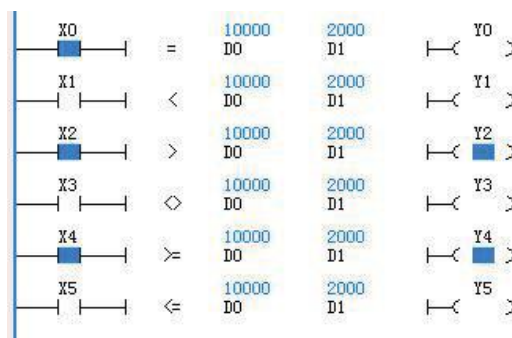 X0 10000 2000 Y0
= D0 D1
X1 10000 2000 Y1
< D0 D1
X2 10000 2000 Y2
> D0 D1
X3 10000 2000 Y3
<> D0 D1
X4 10000 2000 Y4
>= D0 D1
X5 10000 2000 Y5
<= D0 D1